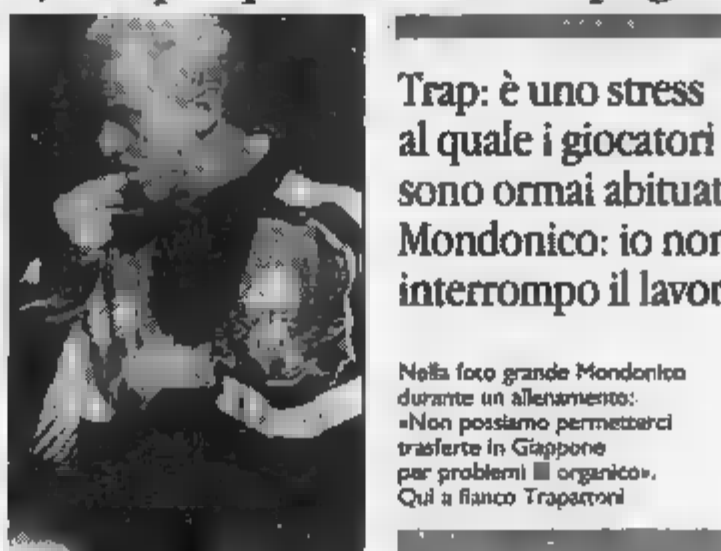 Trap: è uno stress
al quale i giocatori
sono ormai abituat
Mondonico: io non
interrompo il lavor
Nella foto grande Mondonico
durante un allenamento:
«Non possiamo permetterci
trasferte in Giappone
per problemi organico».
Qui a fianco Trapattoni